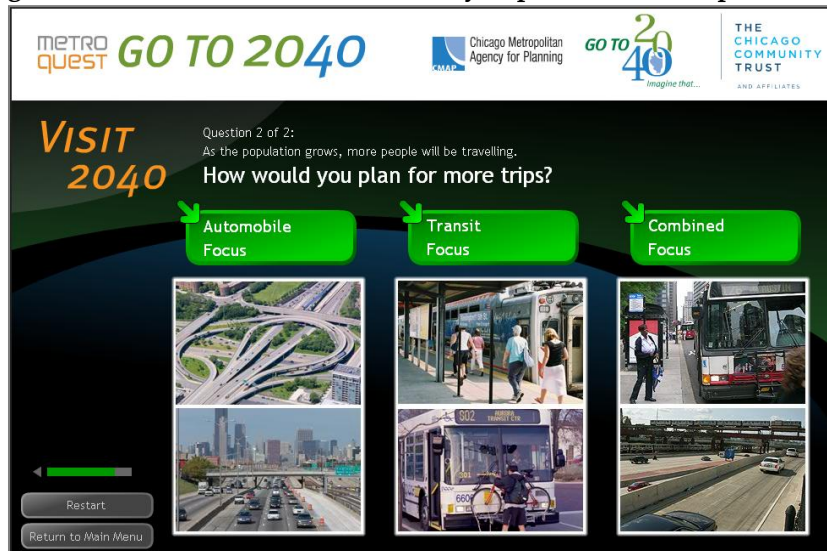 metro
quest
GO TO 2040
CMAP
Chicago Metropolitan
Agency for Planning
GO TO
20
40
Imagine that...
THE
CHICAGO
COMMUNITY
TRUST
AND AFFILIATES
VISIT
2040
Question 2 of 2:
As the population grows, more people will be travelling.
How would you plan for more trips?
Automobile
Focus
Transit
Focus
Combined
Focus
S02 AURORA
TRANSIT CTR
Restart
Return to Main Menu